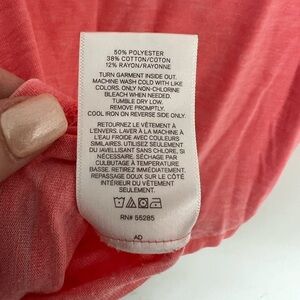 50% POLYESTER
38% COTTON/COTON
12% RAYON/RAYONNE
TURN GARMENT INSIDE OUT.
MACHINE WASH COLD WITH LIKE
COLORS. ONLY NON-CHLORINE
BLEACH WHEN NEEDED.
TUMBLE DRY LOW.
REMOVE PROMPTLY.
COOL IRON ON REVERSE SIDE ONLY.
RETOURNEZ LE VÊTEMENT À
L'ENVERS. LAVER À LA MACHINE À
L'EAU FROIDE AVEC COULEURS
SIMILAIRES. UTILISEZ SEULEMENT
DU JAVELLISANT SANS CHLORE, SI
NÉCESSAIRE. SÉCHAGE PAR
CULBUTAGE À TEMPÉRATURE
BASSE. RETIREZ IMMÉDIATEMENT.
REPASSAGE DOUX SUR LE CÔTÉ
INTÉRIEUR DU VÊTEMENT
SEULEMENT.
RN# 55285
AD